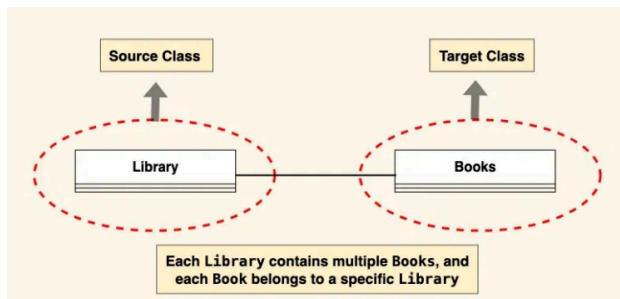 Source Class
Target Class
Library
Books
Each Library contains multiple Books, and
each Book belongs to a specific Library